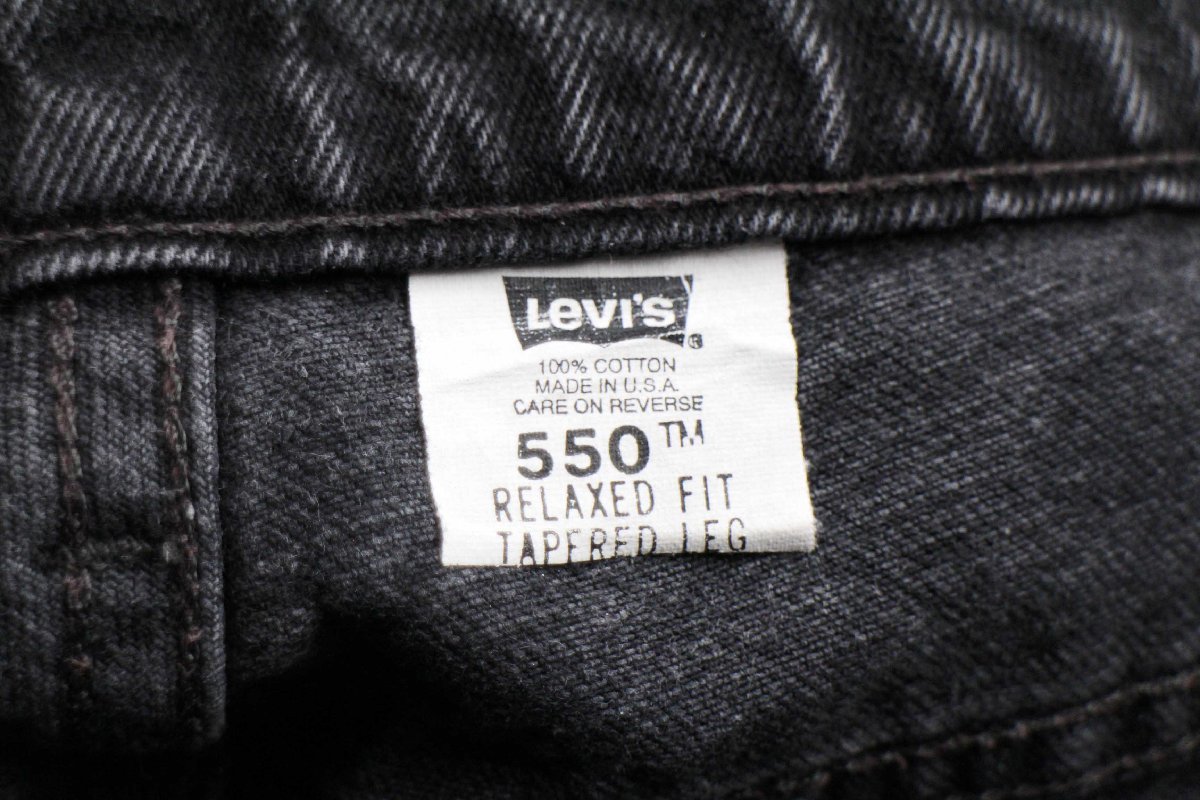 Levi's ®
100% COTTON
MADE IN U.S.A.
CARE ON REVERSE
550™
RELAXED FIT
TAPERED LEG